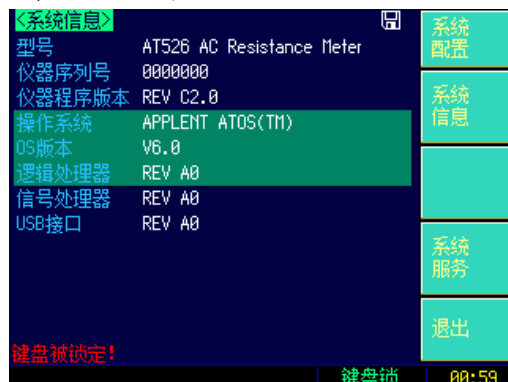 <系统信息>
型号 AT526 AC Resistance Meter
仪器序列号 0000000
仪器程序版本 REV C2.0
操作系统 APPLENT ATOS(TM)
OS版本 V6.0
逻辑处理器 REV A0
信号处理器 REV A0
USB接口 REV A0
键盘被锁定!
键盘锁 00:59
系统
配置
系统
信息
系统
服务
退出